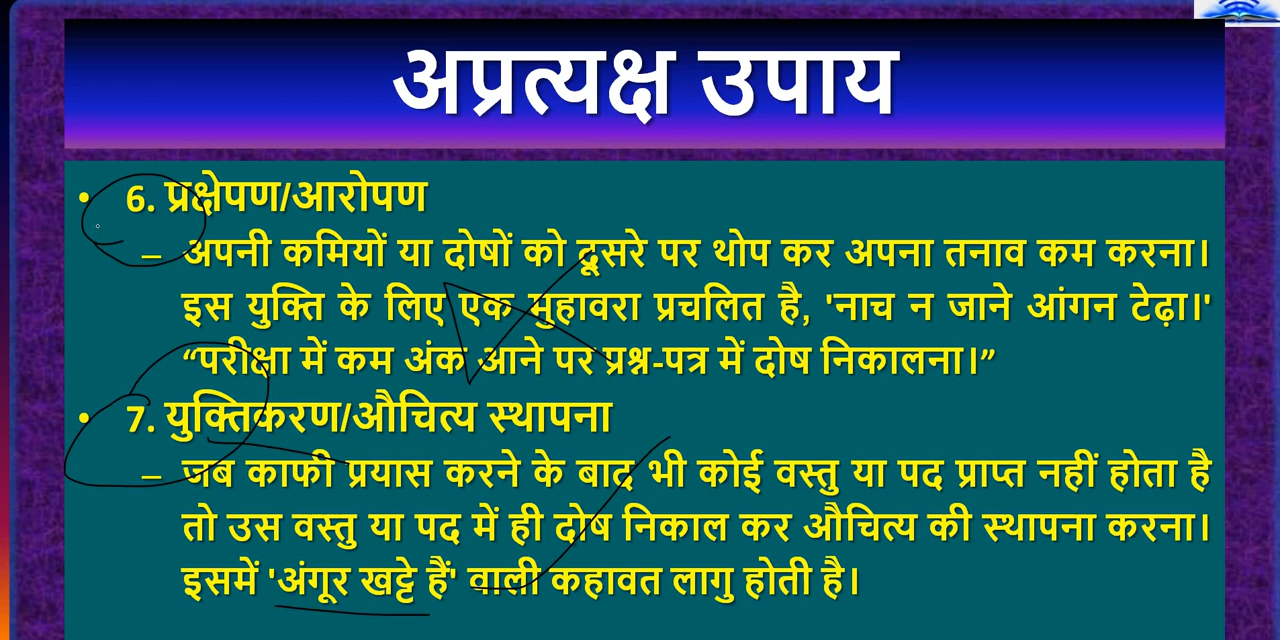 अप्रत्यक्ष उपाय
• 6. प्रक्षेपण/आरोपण
– अपनी कमियों या दोषों को दूसरे पर थोप कर अपना तनाव कम करना।
इस युक्ति के लिए एक मुहावरा प्रचलित है, 'नाच न जाने आंगन टेढ़ा।'
“परीक्षा में कम अंक आने पर प्रश्न-पत्र में दोष निकालना।”
• 7. युक्तिकरण/औचित्य स्थापना
– जब काफी प्रयास करने के बाद भी कोई वस्तु या पद प्राप्त नहीं होता है
तो उस वस्तु या पद में ही दोष निकाल कर औचित्य की स्थापना करना।
इसमें 'अंगूर खट्टे हैं' वाली कहावत लागु होती है।